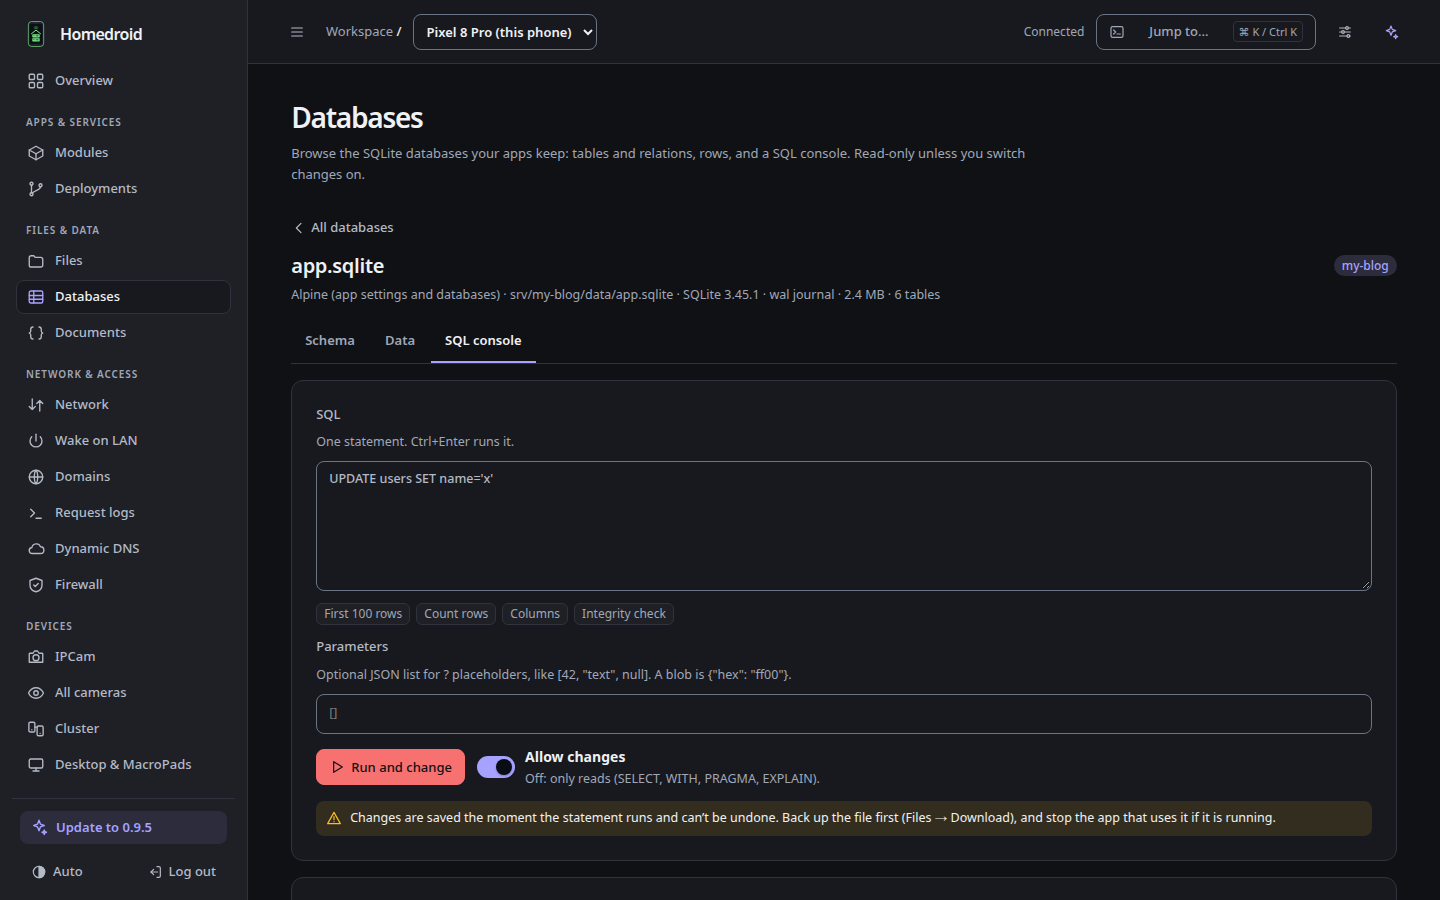 Homedroid
Overview
APPS & SERVICES
Modules
Deployments
FILES & DATA
Files
Databases
Documents
NETWORK & ACCESS
Network
Wake on LAN
Domains
Request logs
Dynamic DNS
Firewall
DEVICES
IPCam
All cameras
Cluster
Desktop & MacroPads
Update to 0.9.5
Auto
Log out
Workspace /
Pixel 8 Pro (this phone)
Connected
Jump to...
⌘ K / Ctrl K
Databases
Browse the SQLite databases your apps keep: tables and relations, rows, and a SQL console. Read-only unless you switch
changes on.
All databases
app.sqlite
my-blog
Alpine (app settings and databases) · srv/my-blog/data/app.sqlite · SQLite 3.45.1 · wal journal · 2.4 MB · 6 tables
Schema
Data
SQL console
SQL
One statement. Ctrl+Enter runs it.
UPDATE users SET name='x'
First 100 rows
Count rows
Columns
Integrity check
Parameters
Optional JSON list for ? placeholders, like [42, "text", null]. A blob is {"hex": "ff00"}.
[]
Run and change
Allow changes
Off: only reads (SELECT, WITH, PRAGMA, EXPLAIN).
Changes are saved the moment the statement runs and can't be undone. Back up the file first (Files → Download), and stop the app that uses it if it is running.